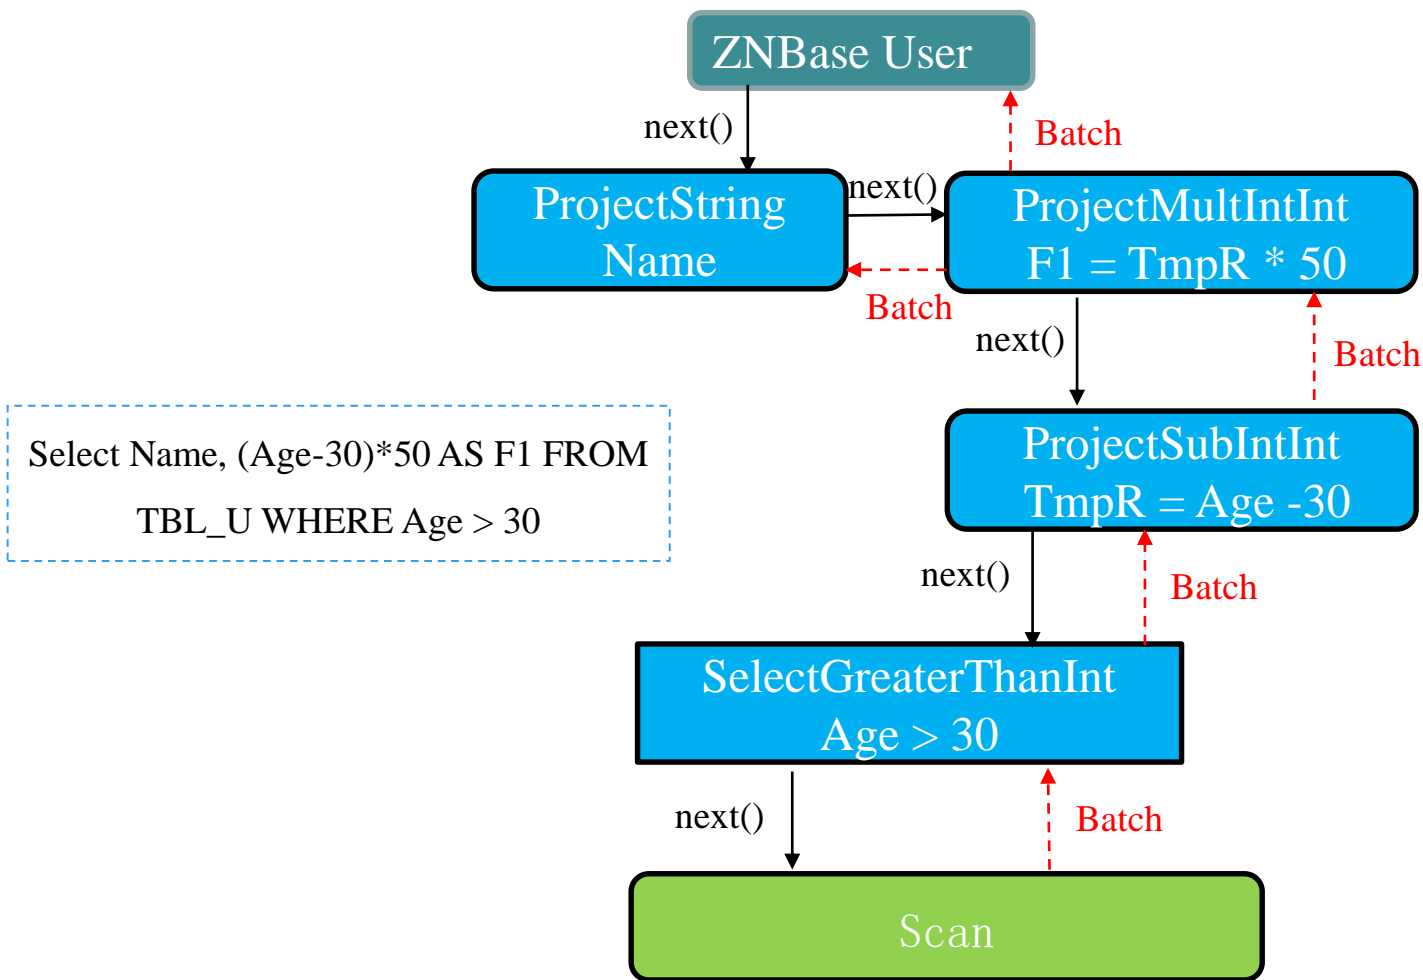 ZNBase User
next()
Batch
ProjectString
Name
next()
Batch
ProjectMultIntInt
F1 = TmpR * 50
next()
Batch
Select Name, (Age-30)*50 AS F1 FROM
TBL_U WHERE Age > 30
ProjectSubIntInt
TmpR = Age -30
next()
Batch
SelectGreaterThanInt
Age > 30
next()
Batch
Scan